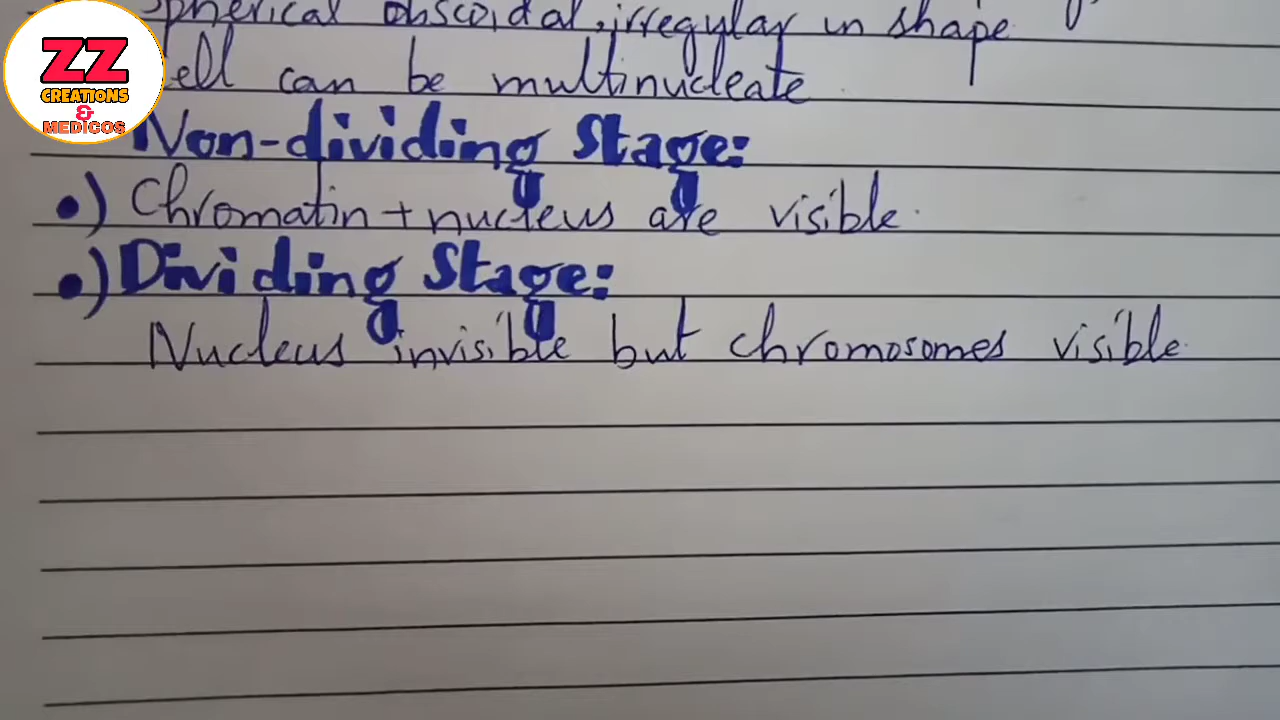 spherical obscoidal, irregular in shape
ell can be multinucleate
Non-dividing Stage:
•) Chromatin + nucleus are visible.
•) Dividing Stage:
Nucleus invisible but chromosomes visible.
ZZ
CREATIONS
&
MEDICOS